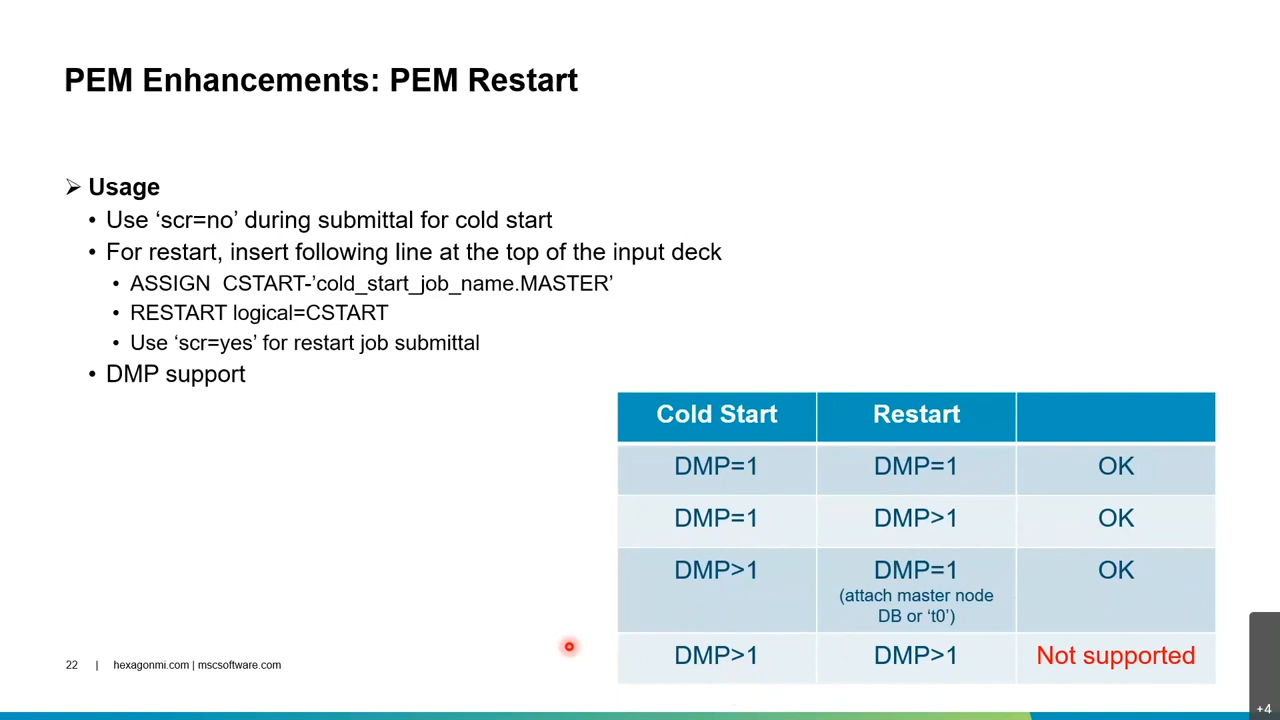 PEM Enhancements: PEM Restart
➢ Usage
• Use ‘scr=no’ during submittal for cold start
• For restart, insert following line at the top of the input deck
• ASSIGN CSTART-’cold_start_job_name.MASTER’
• RESTART logical=CSTART
• Use ‘scr=yes’ for restart job submittal
• DMP support
Cold Start Restart
DMP=1 DMP=1 OK
DMP=1 DMP>1 OK
DMP>1 DMP=1 OK
(attach master node
DB or ‘t0’)
DMP>1 DMP>1 Not supported
22 | hexagonmi.com | mscsoftware.com
+4